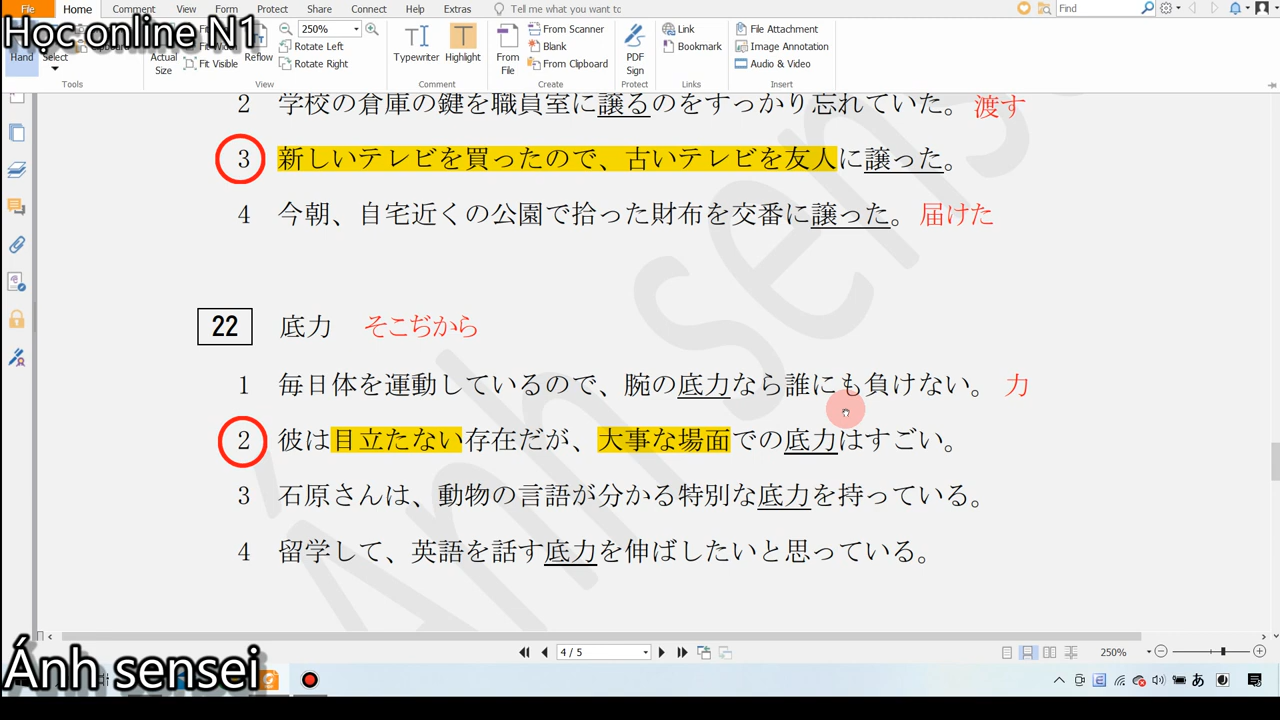 File Home Comment View Form Protect Share Connect Help Extras Tell me what you want to Find
Học online N1
Hand
Select
Actual Size
Reflow
250%
Fit Visible
Rotate Left
Rotate Right
View
Typewriter
Highlight
Comment
From File
From Scanner
Blank
From Clipboard
Create
PDF Sign
Protect
Link
Bookmark
Links
File Attachment
Image Annotation
Audio & Video
Insert
Tools
2 学校の倉庫の鍵を職員室に譲るのをすっかり忘れていた。 渡す
3 新しいテレビを買ったので、古いテレビを友人に譲った。
4 今朝、自宅近くの公園で拾った財布を交番に譲った。 届けた
22 底力 そこぢから
1 毎日体を運動しているので、腕の底力なら誰にも負けない。 力
2 彼は目立たない存在だが、大事な場面での底力はすごい。
3 石原さんは、動物の言語が分かる特別な底力を持っている。
4 留学して、英語を話す底力を伸ばしたいと思っている。
Ánh sensei
4 / 5
250%
Ánh sensei
あ